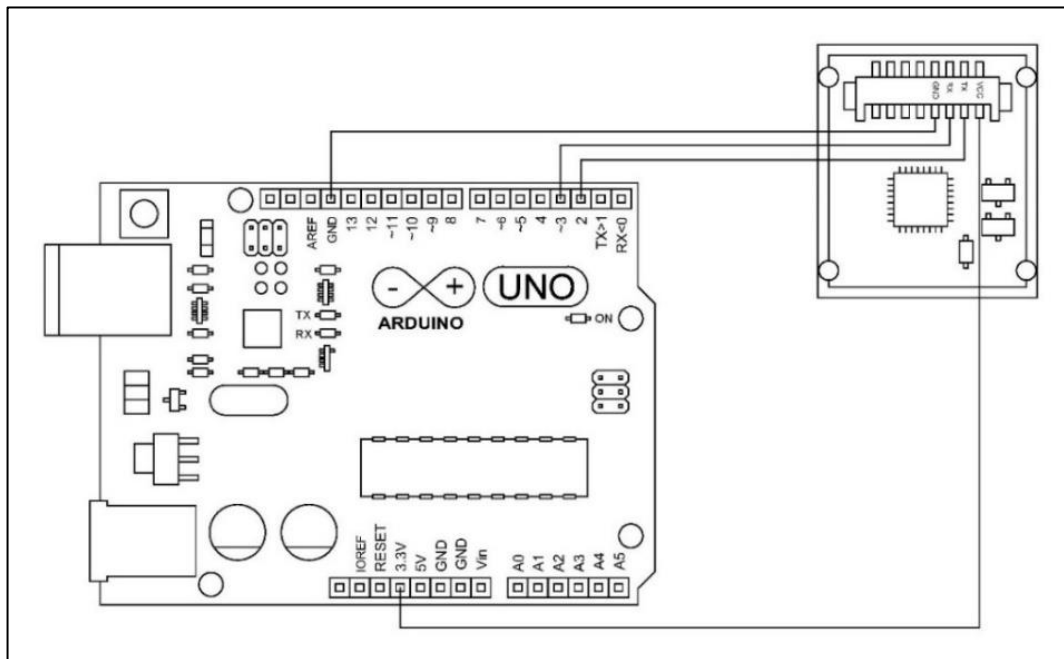 GND RX TX VCC
AREF GND 13 12 ~11 ~10 ~9 8 7 ~6 ~5 4 ~3 2 TX>1 RX<0
- + UNO
ARDUINO
TX
RX
ON
IOREF RESET 3.3V 5V GND GND Vin A0 A1 A2 A3 A4 A5